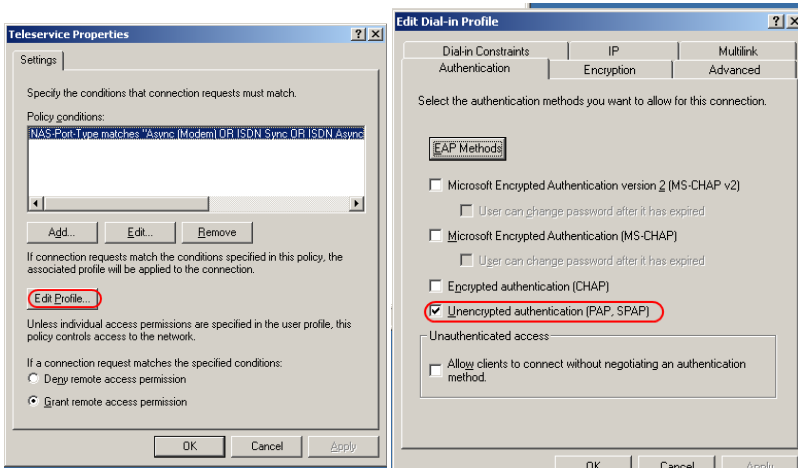 Teleservice Properties
Settings
Specify the conditions that connection requests must match.
Policy conditions:
NAS-Port-Type matches "Async (Modem) OR ISDN Sync OR ISDN Async
Add...
Edit...
Remove
If connection requests match the conditions specified in this policy, the
associated profile will be applied to the connection.
Edit Profile...
Unless individual access permissions are specified in the user profile, this
policy controls access to the network.
If a connection request matches the specified conditions:
Deny remote access permission
Grant remote access permission
OK
Cancel
Apply
Edit Dial-in Profile
Dial-in Constraints
IP
Multilink
Authentication
Encryption
Advanced
Select the authentication methods you want to allow for this connection.
EAP Methods
Microsoft Encrypted Authentication version 2 (MS-CHAP v2)
User can change password after it has expired
Microsoft Encrypted Authentication (MS-CHAP)
User can change password after it has expired
Encrypted authentication (CHAP)
Unencrypted authentication (PAP, SPAP)
Unauthenticated access
Allow clients to connect without negotiating an authentication
method.
OK
Cancel
Apply